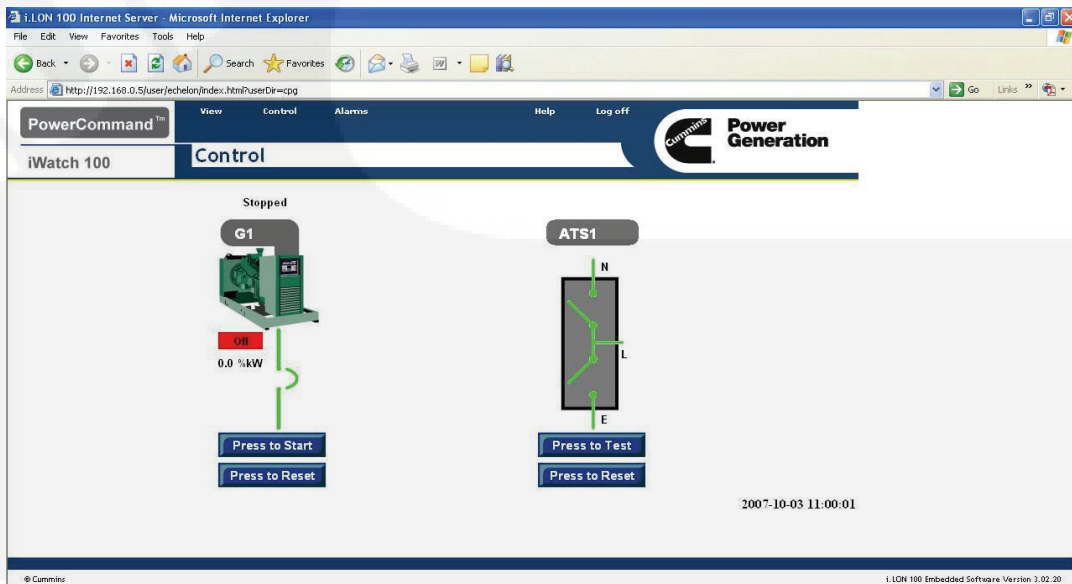 i.LON 100 Internet Server - Microsoft Internet Explorer
File Edit View Favorites Tools Help
Back Search Favorites
Address http://192.168.0.5/user/echelon/index.html?userDir=cpg Go Links »
PowerCommand™ View Control Alarms Help Log off
iWatch 100 Control Cummins Power Generation
Stopped
G1 ATS1
N
Off
0.0 %kW
L
E
Press to Start Press to Test
Press to Reset Press to Reset
2007-10-03 11:00:01
© Cummins i.LON 100 Embedded Software Version 3.02.20